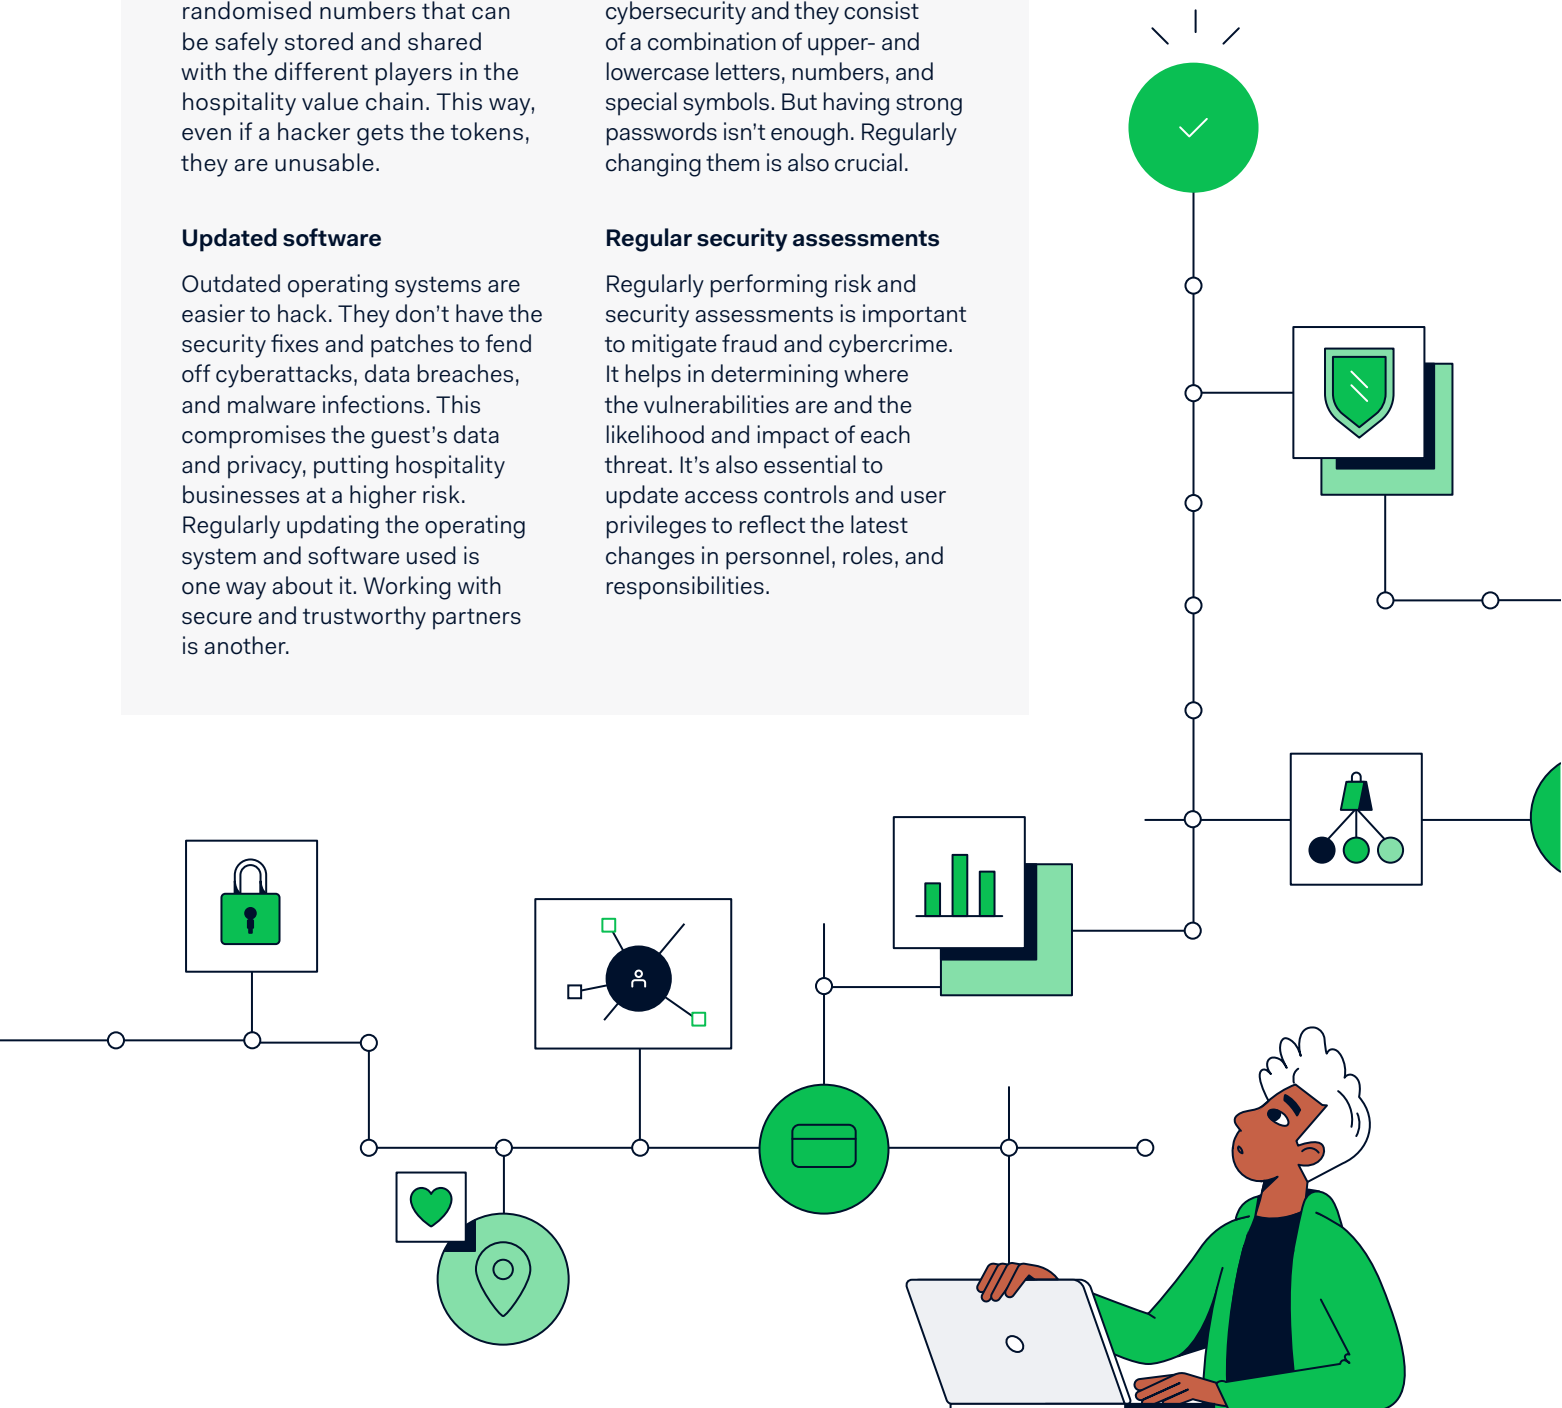 randomised numbers that can
be safely stored and shared
with the different players in the
hospitality value chain. This way,
even if a hacker gets the tokens,
they are unusable.
Updated software
Outdated operating systems are
easier to hack. They don’t have the
security fixes and patches to fend
off cyberattacks, data breaches,
and malware infections. This
compromises the guest’s data
and privacy, putting hospitality
businesses at a higher risk.
Regularly updating the operating
system and software used is
one way about it. Working with
secure and trustworthy partners
is another.
cybersecurity and they consist
of a combination of upper- and
lowercase letters, numbers, and
special symbols. But having strong
passwords isn’t enough. Regularly
changing them is also crucial.
Regular security assessments
Regularly performing risk and
security assessments is important
to mitigate fraud and cybercrime.
It helps in determining where
the vulnerabilities are and the
likelihood and impact of each
threat. It’s also essential to
update access controls and user
privileges to reflect the latest
changes in personnel, roles, and
responsibilities.